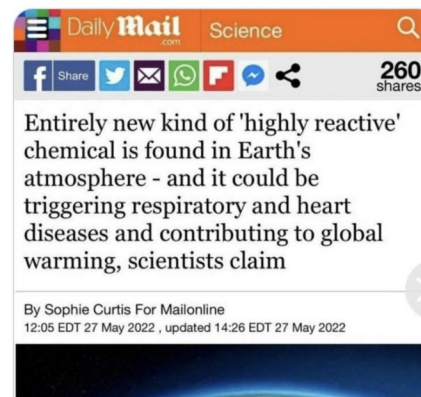 Daily Mail .com Science
f Share 260
shares
Entirely new kind of 'highly reactive'
chemical is found in Earth's
atmosphere - and it could be
triggering respiratory and heart
diseases and contributing to global
warming, scientists claim
By Sophie Curtis For Mailonline
12:05 EDT 27 May 2022 , updated 14:26 EDT 27 May 2022